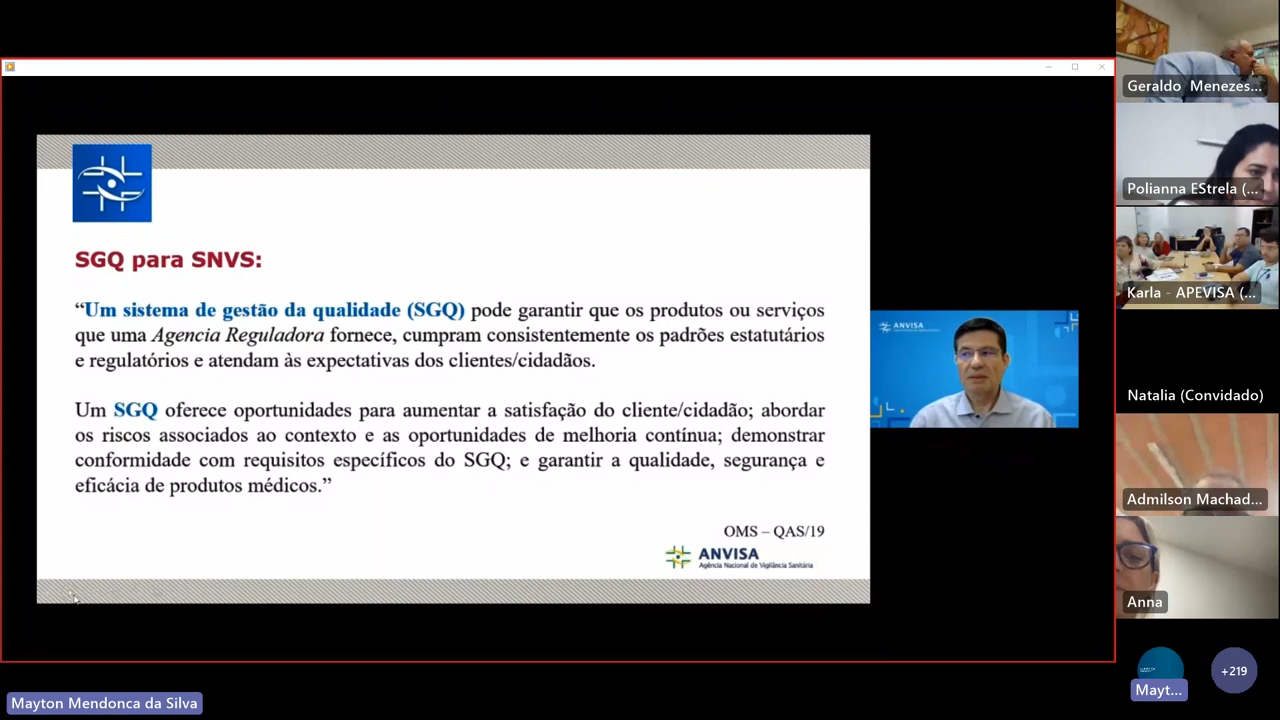 SGQ para SNVS:
“Um sistema de gestão da qualidade (SGQ) pode garantir que os produtos ou serviços
que uma Agencia Reguladora fornece, cumpram consistentemente os padrões estatutários
e regulatórios e atendam às expectativas dos clientes/cidadãos.
Um SGQ oferece oportunidades para aumentar a satisfação do cliente/cidadão; abordar
os riscos associados ao contexto e as oportunidades de melhoria contínua; demonstrar
conformidade com requisitos específicos do SGQ; e garantir a qualidade, segurança e
eficácia de produtos médicos.”
OMS – QAS/19
ANVISA
Agência Nacional de Vigilância Sanitária
ANVISA
Geraldo Menezes...
Polianna EStrela (...
Karla - APEVISA (...
Natalia (Convidado)
Admilson Machad...
Anna
Mayt...
+219
Mayton Mendonca da Silva